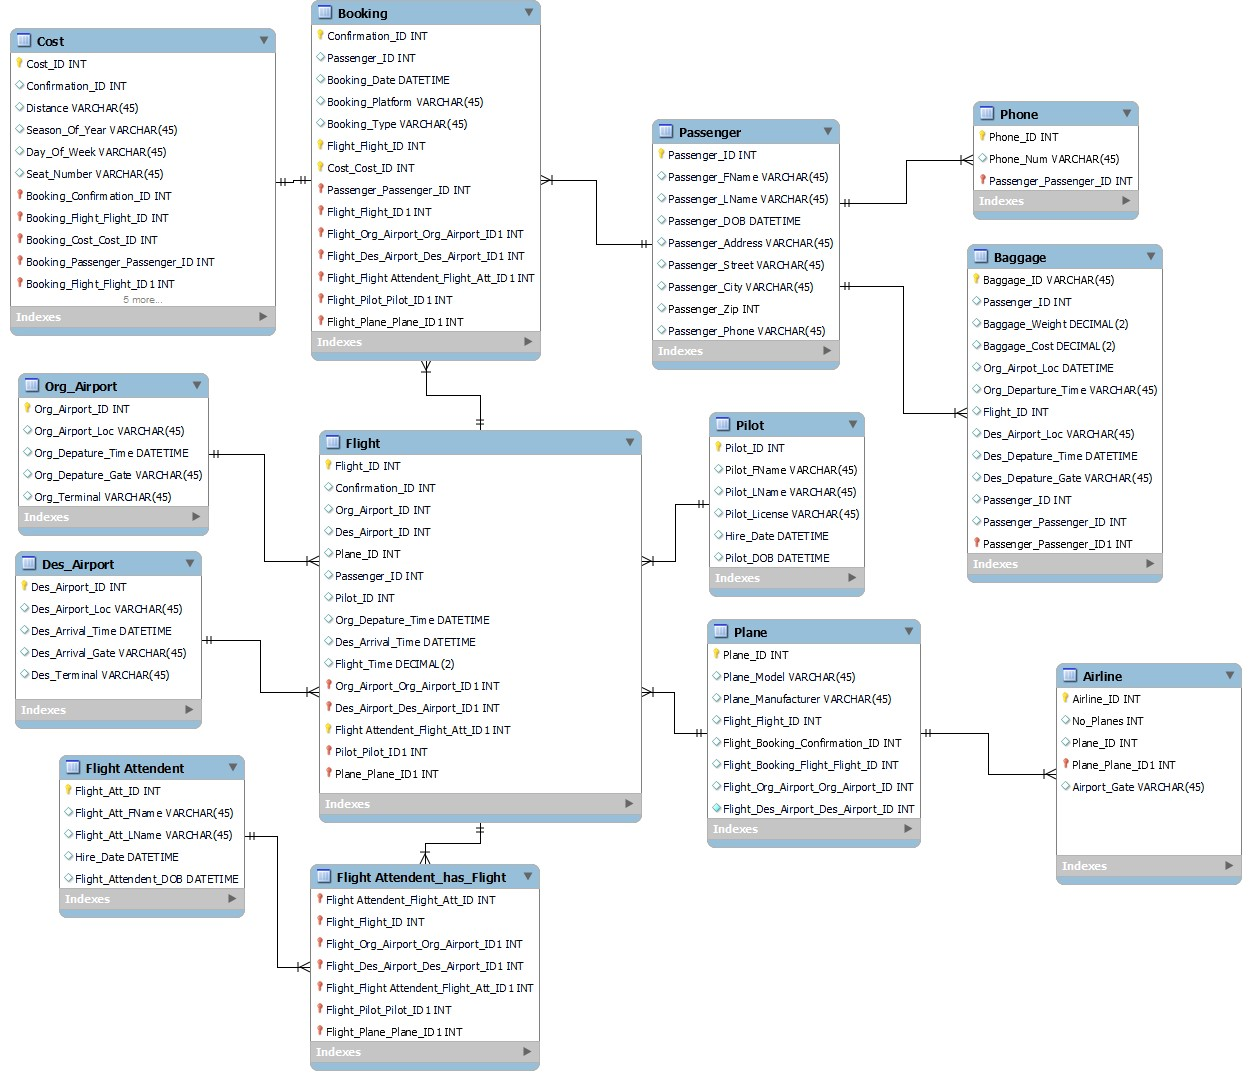 Cost
Cost_ID INT
Confirmation_ID INT
Distance VARCHAR(45)
Season_Of_Year VARCHAR(45)
Day_Of_Week VARCHAR(45)
Seat_Number VARCHAR(45)
Booking_Confirmation_ID INT
Booking_Flight_Flight_ID INT
Booking_Cost_Cost_ID INT
Booking_Passenger_Passenger_ID INT
Booking_Flight_Flight_ID1 INT
5 more...
Indexes
Booking
Confirmation_ID INT
Passenger_ID INT
Booking_Date DATETIME
Booking_Platform VARCHAR(45)
Booking_Type VARCHAR(45)
Flight_Flight_ID INT
Cost_Cost_ID INT
Passenger_Passenger_ID INT
Flight_Flight_ID1 INT
Flight_Org_Airport_Org_Airport_ID1 INT
Flight_Des_Airport_Des_Airport_ID1 INT
Flight_Flight Attendent_Flight_Att_ID1 INT
Flight_Pilot_Pilot_ID1 INT
Flight_Plane_Plane_ID1 INT
Indexes
Passenger
Passenger_ID INT
Passenger_FName VARCHAR(45)
Passenger_LName VARCHAR(45)
Passenger_DOB DATETIME
Passenger_Address VARCHAR(45)
Passenger_Street VARCHAR(45)
Passenger_City VARCHAR(45)
Passenger_Zip INT
Passenger_Phone VARCHAR(45)
Indexes
Phone
Phone_ID INT
Phone_Num VARCHAR(45)
Passenger_Passenger_ID INT
Indexes
Baggage
Baggage_ID VARCHAR(45)
Passenger_ID INT
Baggage_Weight DECIMAL(2)
Baggage_Cost DECIMAL(2)
Org_Airpot_Loc DATETIME
Org_Departure_Time VARCHAR(45)
Flight_ID INT
Des_Airport_Loc VARCHAR(45)
Des_Depature_Time DATETIME
Des_Depature_Gate VARCHAR(45)
Passenger_ID INT
Passenger_Passenger_ID INT
Passenger_Passenger_ID1 INT
Indexes
Org_Airport
Org_Airport_ID INT
Org_Airport_Loc VARCHAR(45)
Org_Depature_Time DATETIME
Org_Depature_Gate VARCHAR(45)
Org_Terminal VARCHAR(45)
Indexes
Des_Airport
Des_Airport_ID INT
Des_Airport_Loc VARCHAR(45)
Des_Arrival_Time DATETIME
Des_Arrival_Gate VARCHAR(45)
Des_Terminal VARCHAR(45)
Indexes
Flight
Flight_ID INT
Confirmation_ID INT
Org_Airport_ID INT
Des_Airport_ID INT
Plane_ID INT
Passenger_ID INT
Pilot_ID INT
Org_Depature_Time DATETIME
Des_Arrival_Time DATETIME
Flight_Time DECIMAL(2)
Org_Airport_Org_Airport_ID1 INT
Des_Airport_Des_Airport_ID1 INT
Flight Attendent_Flight_Att_ID1 INT
Pilot_Pilot_ID1 INT
Plane_Plane_ID1 INT
Indexes
Pilot
Pilot_ID INT
Pilot_FName VARCHAR(45)
Pilot_LName VARCHAR(45)
Pilot_License VARCHAR(45)
Hire_Date DATETIME
Pilot_DOB DATETIME
Indexes
Plane
Plane_ID INT
Plane_Model VARCHAR(45)
Plane_Manufacturer VARCHAR(45)
Flight_Flight_ID INT
Flight_Booking_Confirmation_ID INT
Flight_Booking_Flight_Flight_ID INT
Flight_Org_Airport_Org_Airport_ID INT
Flight_Des_Airport_Des_Airport_ID INT
Indexes
Airline
Airline_ID INT
No_Planes INT
Plane_ID INT
Plane_Plane_ID1 INT
Airport_Gate VARCHAR(45)
Indexes
Flight Attendent
Flight_Att_ID INT
Flight_Att_FName VARCHAR(45)
Flight_Att_LName VARCHAR(45)
Hire_Date DATETIME
Flight_Attendent_DOB DATETIME
Indexes
Flight Attendent_has_Flight
Flight Attendent_Flight_Att_ID INT
Flight_Flight_ID INT
Flight_Org_Airport_Org_Airport_ID1 INT
Flight_Des_Airport_Des_Airport_ID1 INT
Flight_Flight Attendent_Flight_Att_ID1 INT
Flight_Pilot_Pilot_ID1 INT
Flight_Plane_Plane_ID1 INT
Indexes